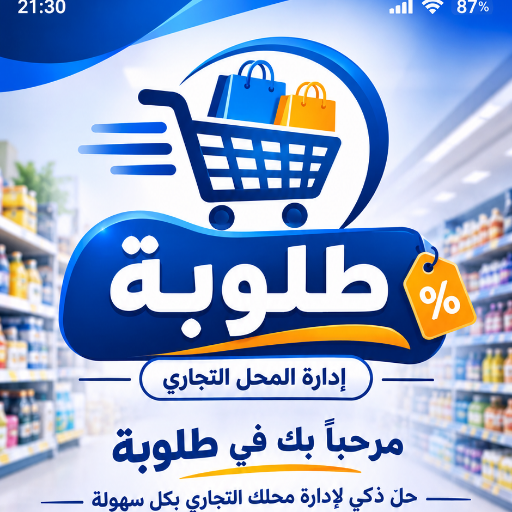 21:30 87%
طلوبة
%
إدارة المحل التجاري
مرحباً بك في طلوبة
حل ذكي لإدارة محلك التجاري بكل سهولة